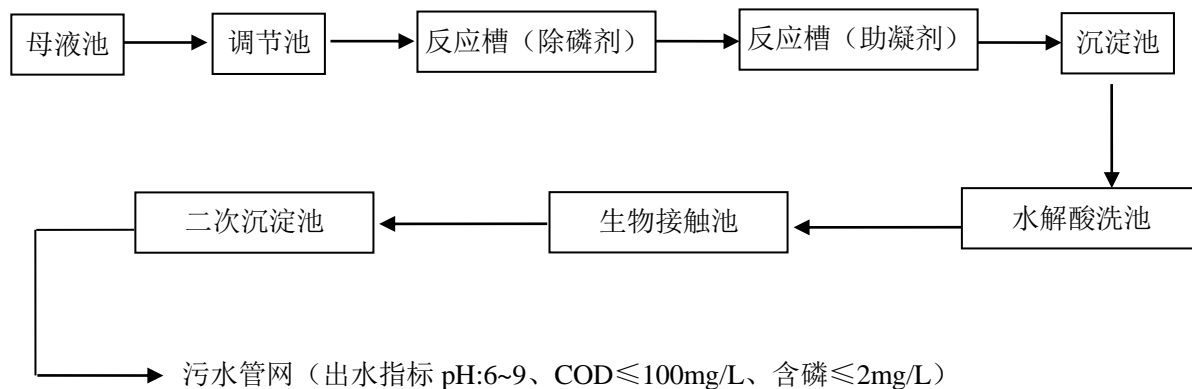 母液池
调节池
反应槽（除磷剂）
反应槽（助凝剂）
沉淀池
水解酸洗池
生物接触池
二次沉淀池
污水管网（出水指标 pH:6~9、COD≤100mg/L、含磷≤2mg/L）